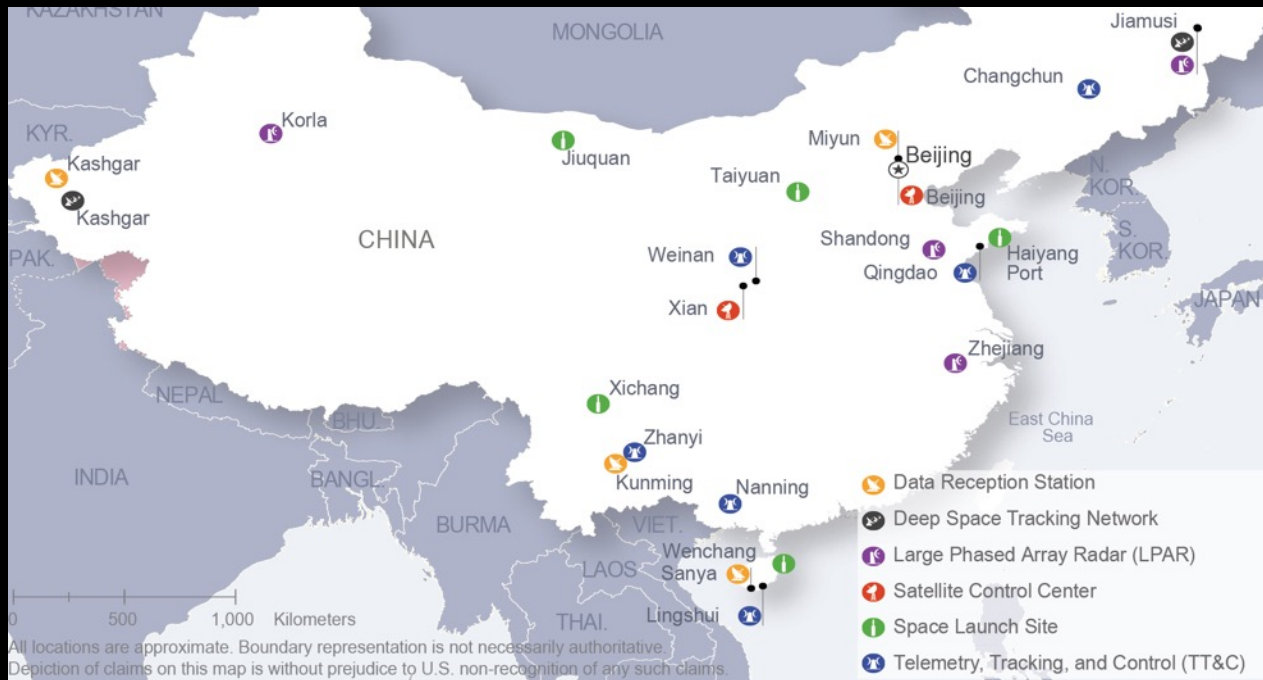 KAZAKHSTAN
MONGOLIA
Jiamusi
Changchun
Korla
KYR.
Miyun
Jiuquan
Beijing
Kashgar
Taiyuan
N.
KOR.
Beijing
Kashgar
CHINA
Shandong
S.
KOR.
Weinan
Haiyang
Port
PAK.
Qingdao
Xian
JAPAN
Zhejiang
Xichang
NEPAL
BHU.
East China
Sea
Zhanyi
INDIA
BANGL.
Kunming
Nanning
BURMA
VIET.
Wenchang
Sanya
LAOS
Lingshui
THAI.
Data Reception Station
Deep Space Tracking Network
Large Phased Array Radar (LPAR)
Satellite Control Center
Space Launch Site
Telemetry, Tracking, and Control (TT&C)
0 500 1,000 Kilometers
All locations are approximate. Boundary representation is not necessarily authoritative.
Depiction of claims on this map is without prejudice to U.S. non-recognition of any such claims.